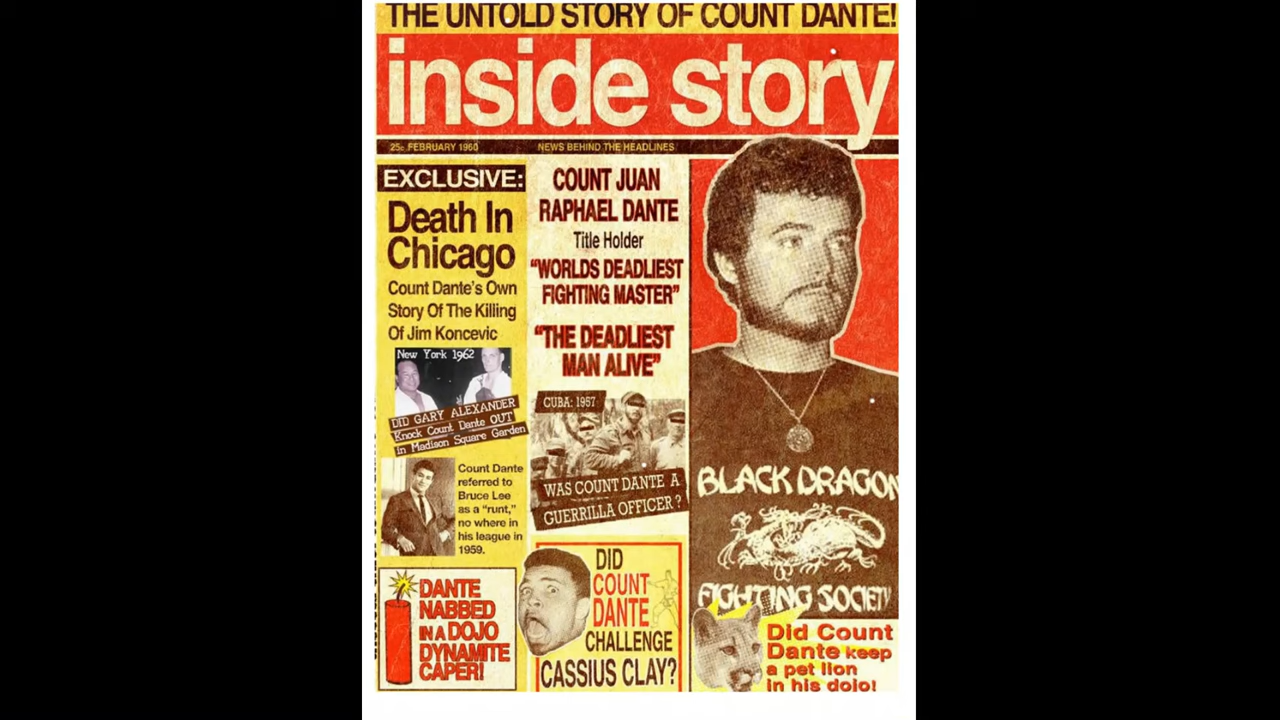 THE UNTOLD STORY OF COUNT DANTE!
inside story
25c FEBRUARY 1960
NEWS BEHIND THE HEADLINES
EXCLUSIVE:
Death In
Chicago
Count Dante's Own
Story Of The Killing
Of Jim Koncevic
New York 1962
DID GARY ALEXANDER
Knock Count Dante OUT
in Madison Square Garden
Count Dante
referred to
Bruce Lee
as a "runt,"
no where in
his league in
1959.
DANTE
NABBED
IN A DOJO
DYNAMITE
CAPER!
COUNT JUAN
RAPHAEL DANTE
Title Holder
"WORLDS DEADLIEST
FIGHTING MASTER"
"THE DEADLIEST
MAN ALIVE"
CUBA: 1957
WAS COUNT DANTE A
GUERRILLA OFFICER?
DID
COUNT
DANTE
CHALLENGE
CASSIUS CLAY?
BLACK DRAGON
FIGHTING SOCIETY
Did Count
Dante keep
a pet lion
in his dojo!